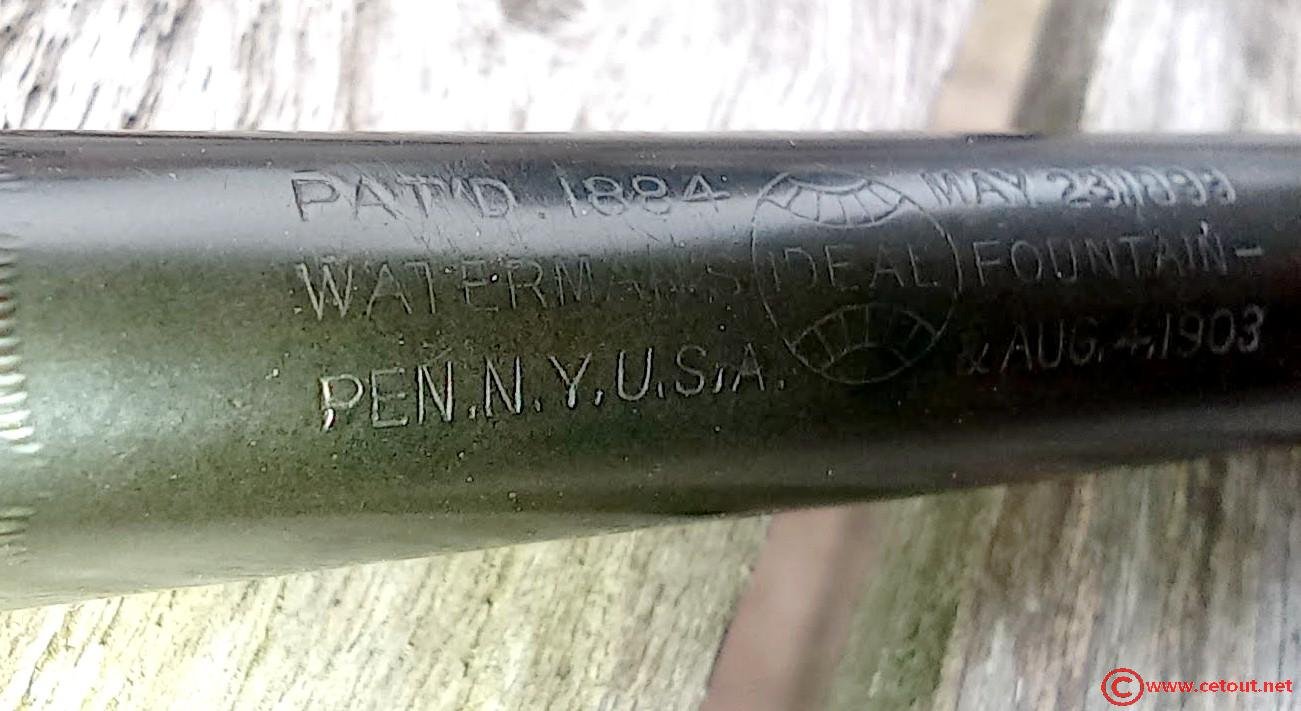 PAT'D. 1884 MAY 23, 1899
WATERMAN'S IDEAL FOUNTAIN-
PEN. N.Y. U.S.A. & AUG. 4, 1903
©www.cetout.net